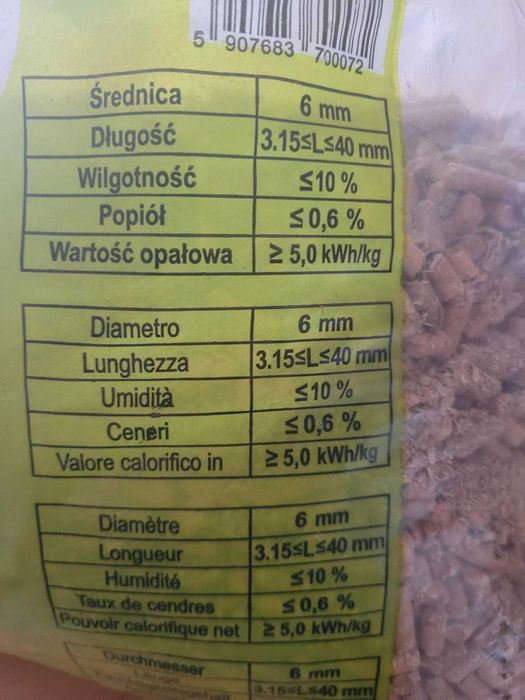 5 907683 700072
Średnica 6 mm
Długość 3.15≤L≤40 mm
Wilgotność ≤10 %
Popiół ≤0,6 %
Wartość opałowa ≥ 5,0 kWh/kg
Diametro 6 mm
Lunghezza 3.15≤L≤40 mm
Umidità ≤10 %
Ceneri ≤0,6 %
Valore calorifico in ≥ 5,0 kWh/kg
Diamètre 6 mm
Longueur 3.15≤L≤40 mm
Humidité ≤10 %
Taux de cendres ≤0,6 %
Pouvoir calorifique net ≥ 5,0 kWh/kg
Durchmesser 6 mm
Länge 3.15≤L≤40 mm